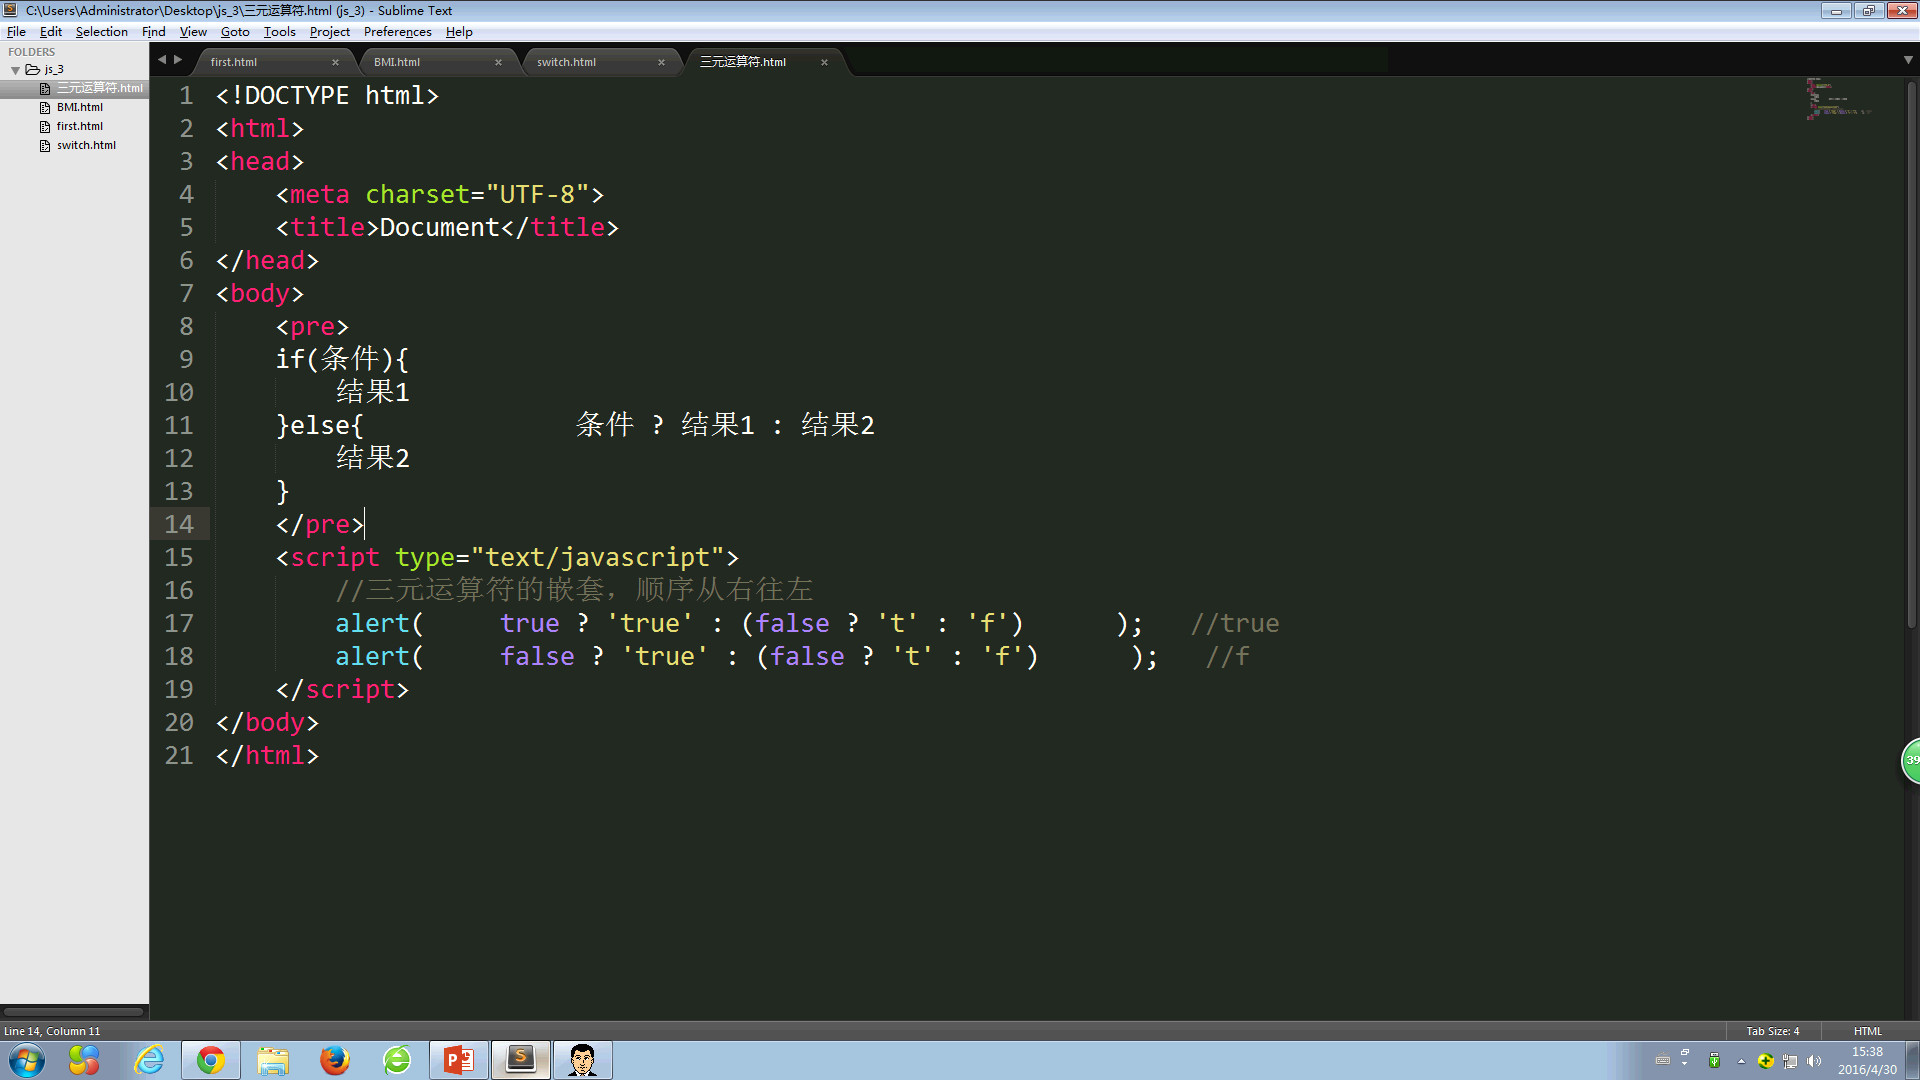 C:\Users\Administrator\Desktop\js_3\三元运算符.html (js_3) - Sublime Text
File Edit Selection Find View Goto Tools Project Preferences Help
FOLDERS
js_3
三元运算符.html
BMI.html
first.html
switch.html
first.html × BMI.html × switch.html × 三元运算符.html ×
1 <!DOCTYPE html>
2 <html>
3 <head>
4 <meta charset="UTF-8">
5 <title>Document</title>
6 </head>
7 <body>
8 <pre>
9 if(条件){
10 结果1
11 }else{ 条件 ? 结果1 : 结果2
12 结果2
13 }
14 </pre>
15 <script type="text/javascript">
16 //三元运算符的嵌套，顺序从右往左
17 alert( true ? 'true' : (false ? 't' : 'f') ); //true
18 alert( false ? 'true' : (false ? 't' : 'f') ); //f
19 </script>
20 </body>
21 </html>
39
Line 14, Column 11
Tab Size: 4 HTML
15:38
2016/4/30